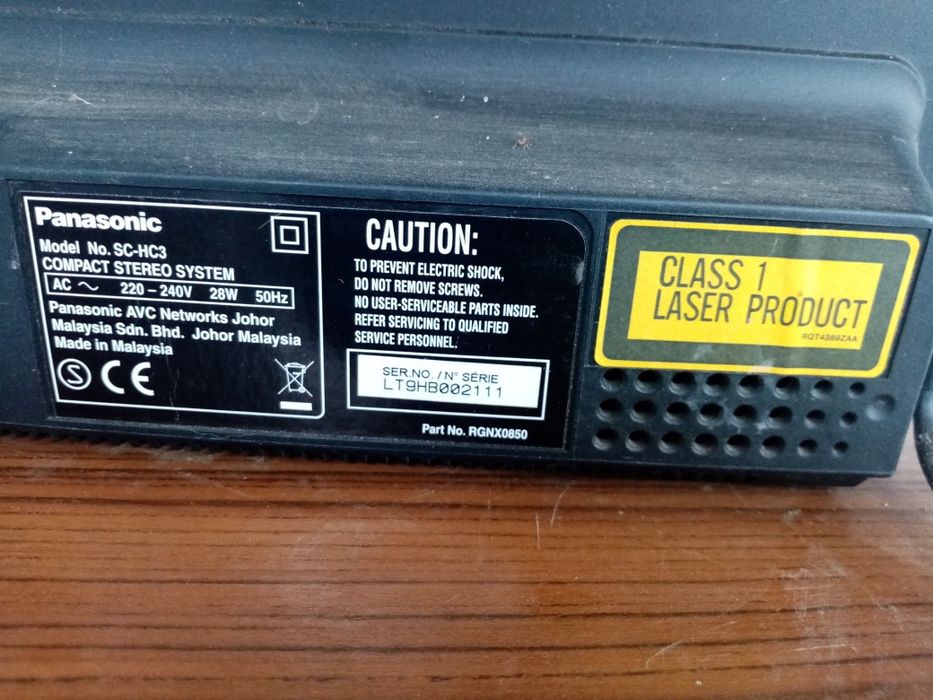 Panasonic
Model No. SC-HC3
COMPACT STEREO SYSTEM
AC ~ 220 – 240V 28W 50Hz
Panasonic AVC Networks Johor
Malaysia Sdn. Bhd. Johor Malaysia
Made in Malaysia
S CE
CAUTION:
TO PREVENT ELECTRIC SHOCK,
DO NOT REMOVE SCREWS.
NO USER-SERVICEABLE PARTS INSIDE.
REFER SERVICING TO QUALIFIED
SERVICE PERSONNEL.
SER.NO. / N° SÉRIE
LT9HB002111
Part No. RGNX0850
CLASS 1
LASER PRODUCT
RQT4389ZAA